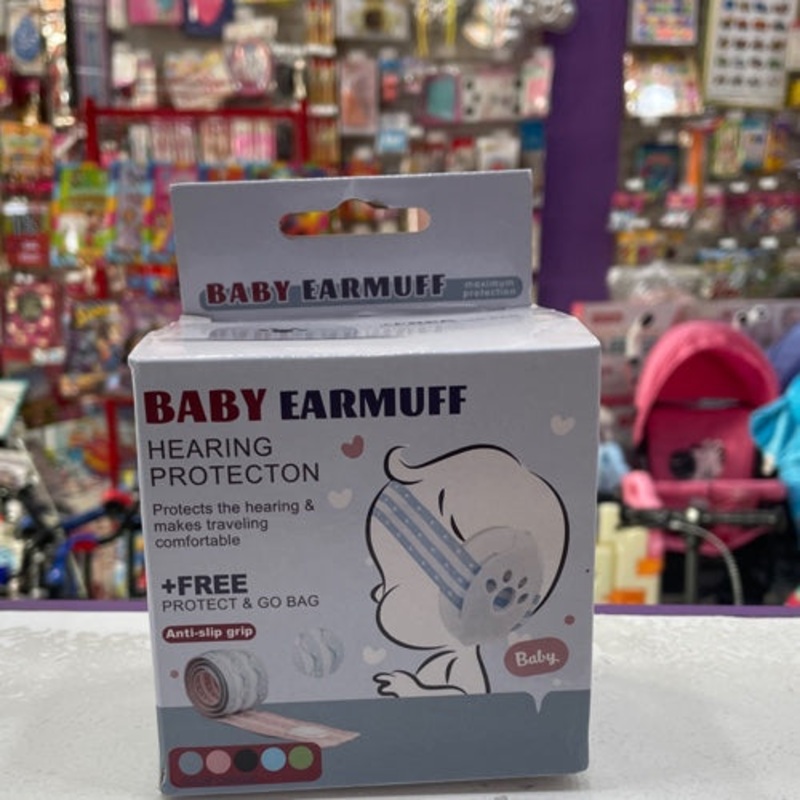 BABY EARMUFF maximum
protection
BABY EARMUFF
HEARING
PROTECTON
Protects the hearing &
makes traveling
comfortable
+FREE
PROTECT & GO BAG
Anti-slip grip
Baby